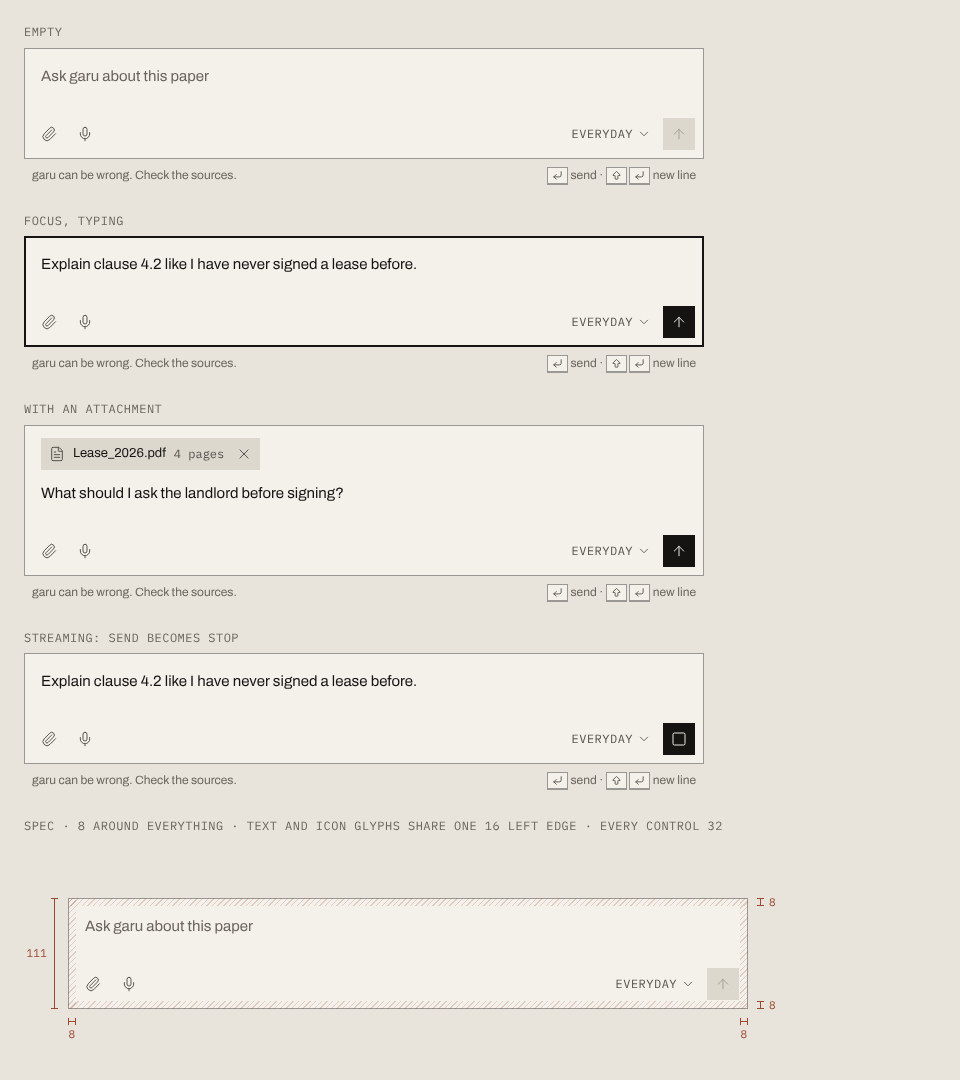 EMPTY
Ask garu about this paper
EVERYDAY
garu can be wrong. Check the sources.
send · new line
FOCUS, TYPING
Explain clause 4.2 like I have never signed a lease before.
EVERYDAY
garu can be wrong. Check the sources.
send · new line
WITH AN ATTACHMENT
Lease_2026.pdf 4 pages
What should I ask the landlord before signing?
EVERYDAY
garu can be wrong. Check the sources.
send · new line
STREAMING: SEND BECOMES STOP
Explain clause 4.2 like I have never signed a lease before.
EVERYDAY
garu can be wrong. Check the sources.
send · new line
SPEC · 8 AROUND EVERYTHING · TEXT AND ICON GLYPHS SHARE ONE 16 LEFT EDGE · EVERY CONTROL 32
8
Ask garu about this paper
111
EVERYDAY
8
8
8